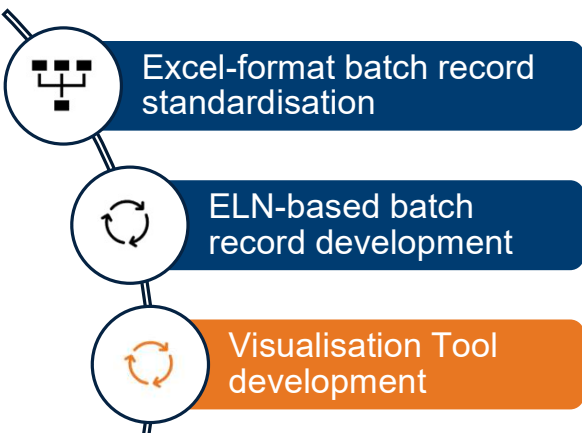 Excel-format batch record
standardisation
ELN-based batch
record development
Visualisation Tool
development